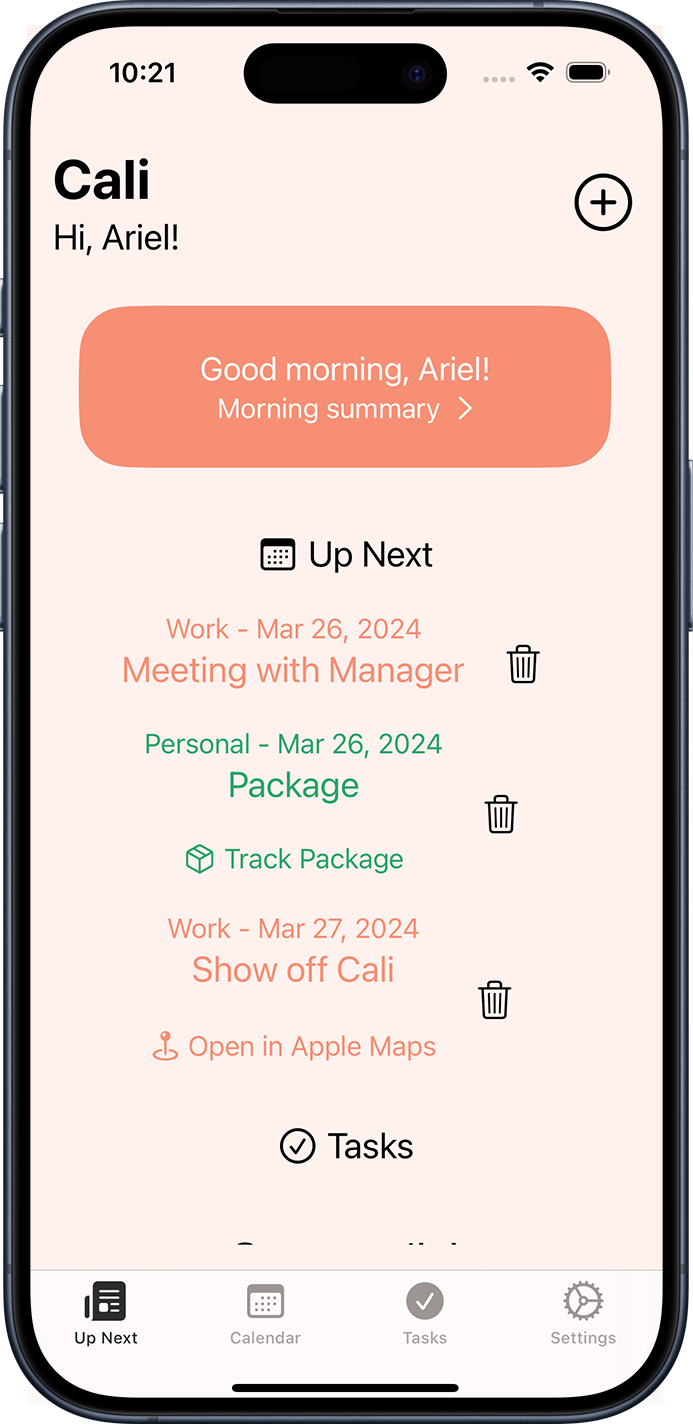 10:21
Cali
Hi, Ariel!
Good morning, Ariel!
Morning summary
Up Next
Work - Mar 26, 2024
Meeting with Manager
Personal - Mar 26, 2024
Package
Track Package
Work - Mar 27, 2024
Show off Cali
Open in Apple Maps
Tasks
Up Next
Calendar
Tasks
Settings